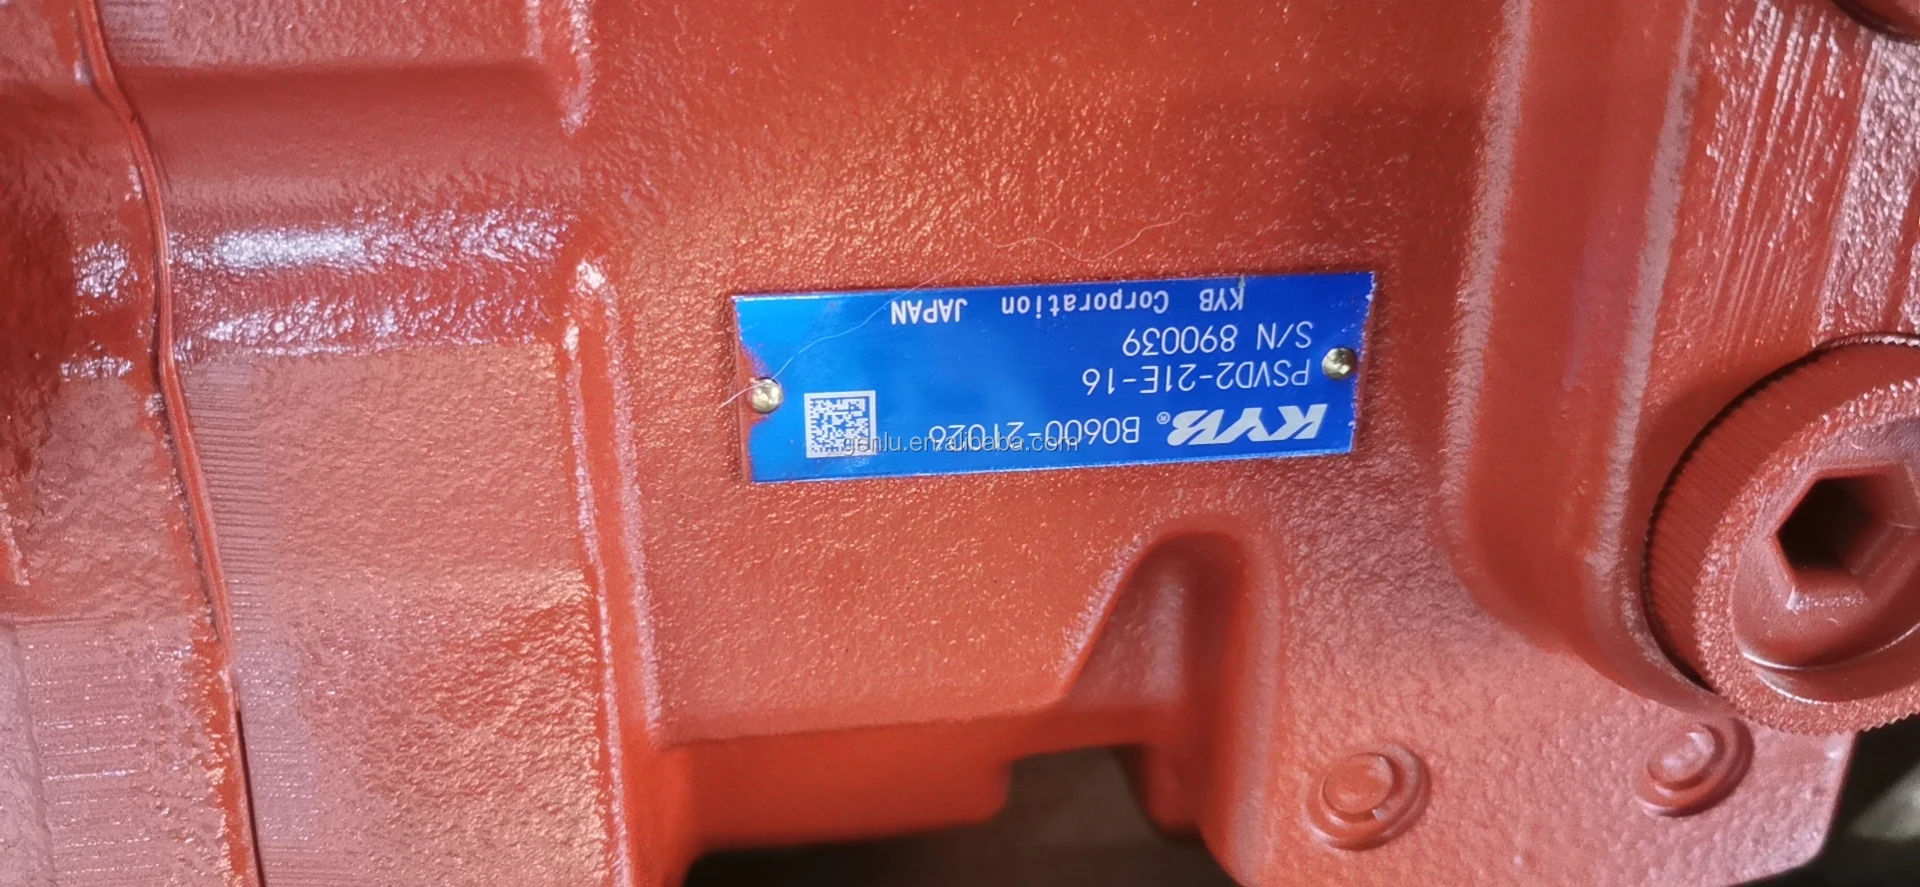 KYB® B0600-21026
PSVD2-21E-16
S/N 890039
KYB Corporation JAPAN
genlu.en.alibaba.com